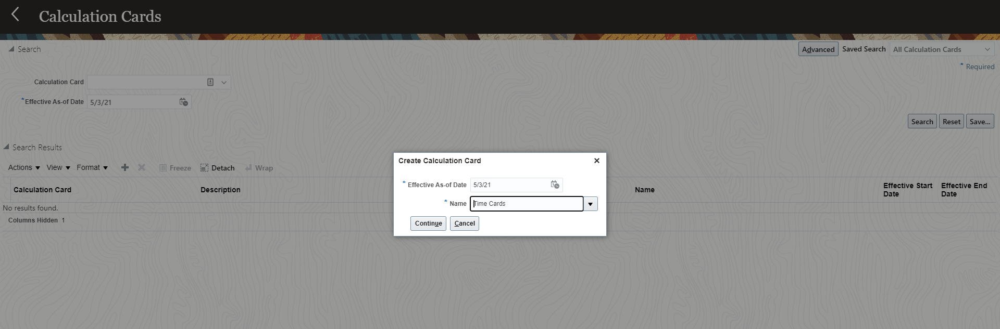 Calculation Cards
Search
Advanced Saved Search All Calculation Cards
* Required
Calculation Card
*Effective As-of Date 5/3/21
Search Reset Save...
Search Results
Actions View Format Freeze Detach Wrap
Calculation Card Description Name Effective Start Date Effective End Date
No results found.
Columns Hidden 1
Create Calculation Card
* Effective As-of Date 5/3/21
* Name Time Cards
Continue Cancel